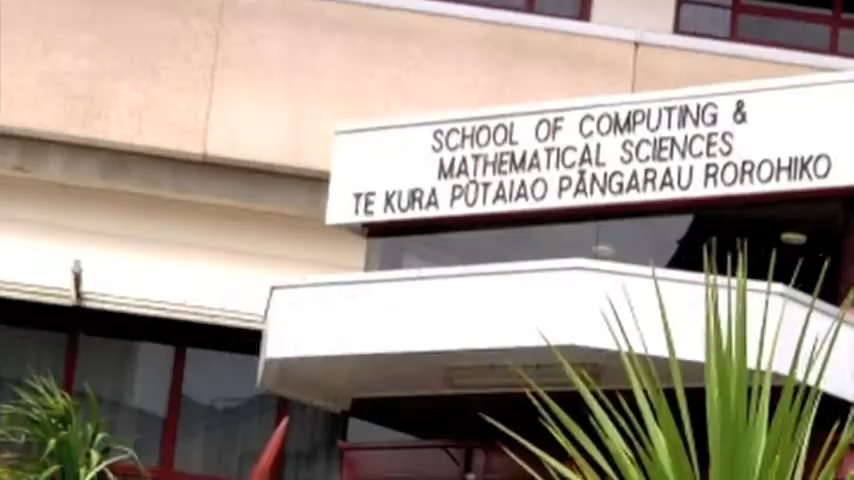 SCHOOL OF COMPUTING &
MATHEMATICAL SCIENCES
TE KURA PŪTAIAO PĀNGARAU ROROHIKO